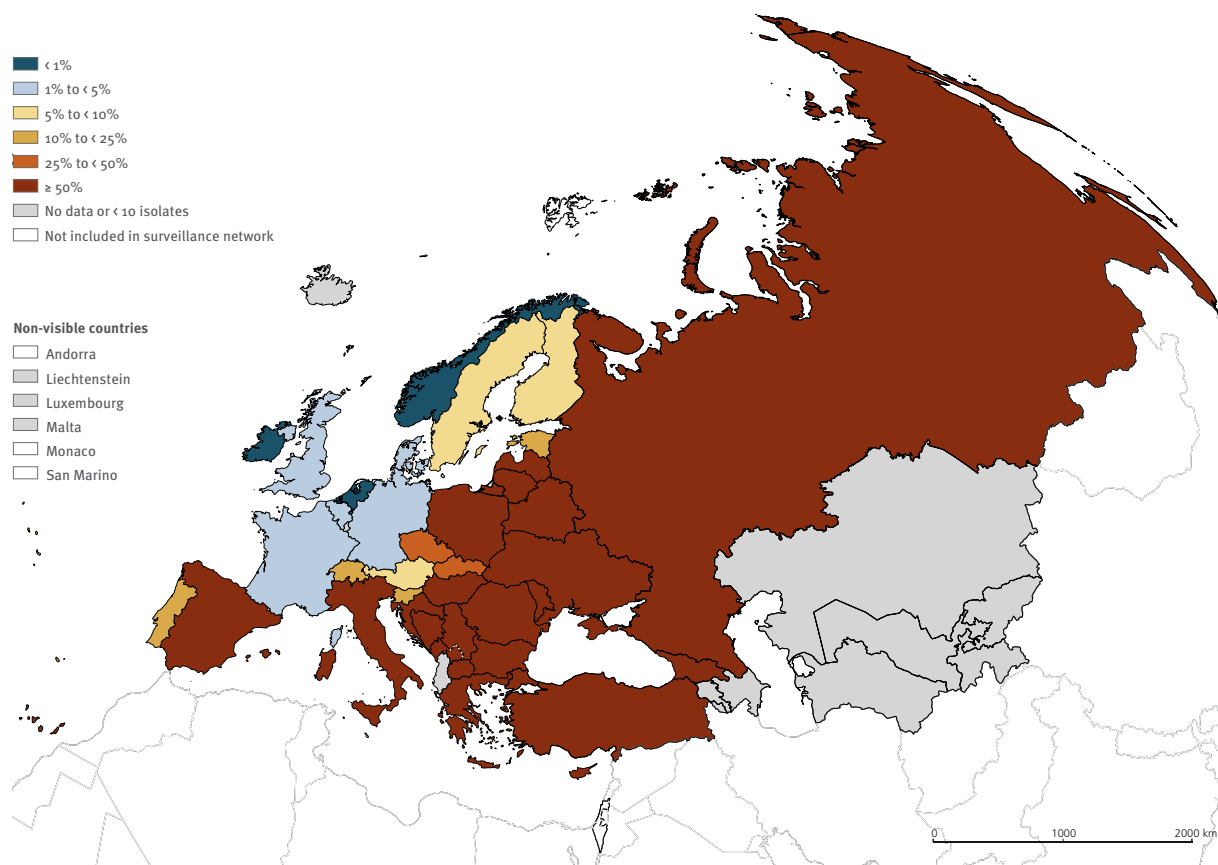 < 1%
1% to < 5%
5% to < 10%
10% to < 25%
25% to < 50%
≥ 50%
No data or < 10 isolates
Not included in surveillance network
Non-visible countries
Andorra
Liechtenstein
Luxembourg
Malta
Monaco
San Marino
0 1000 2000 km